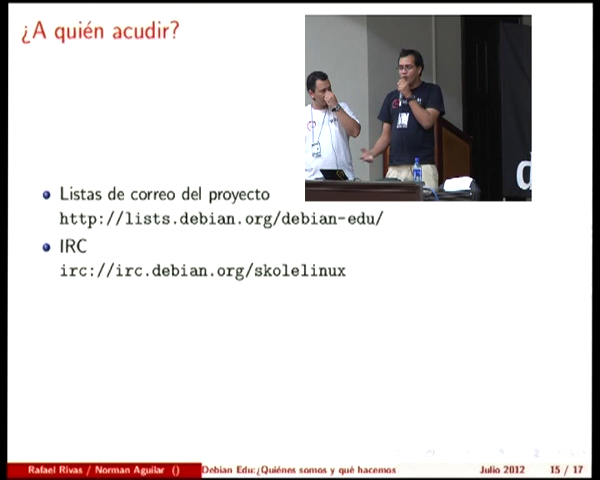 ¿A quién acudir?
Listas de correo del proyecto
http://lists.debian.org/debian-edu/
IRC
irc://irc.debian.org/skolelinux
Rafael Rivas / Norman Aguilar () Debian Edu:¿Quiénes somos y qué hacemos Julio 2012 15 / 17